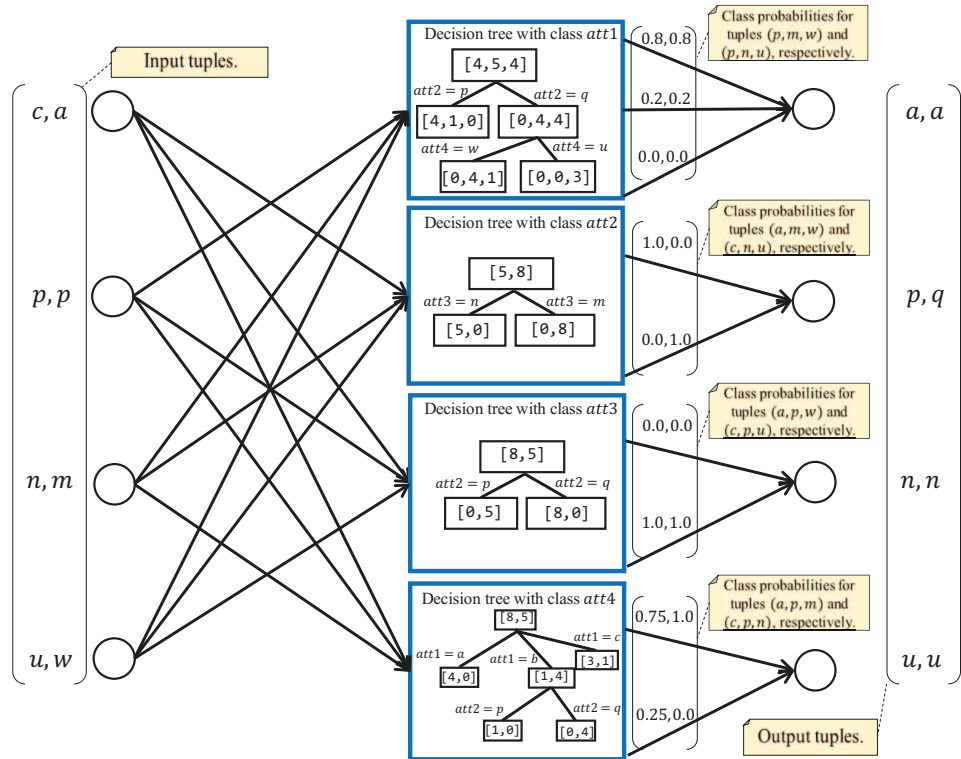 Input tuples.
c, a
p, p
n, m
u, w
Decision tree with class att1
[4,5,4]
att2 = p
att2 = q
[4,1,0]
[0,4,4]
att4 = w
att4 = u
[0,4,1]
[0,0,3]
0.8, 0.8
0.2, 0.2
0.0, 0.0
Class probabilities for
tuples (p, m, w) and
(p, n, u), respectively.
Decision tree with class att2
[5,8]
att3 = n
att3 = m
[5,0]
[0,8]
1.0, 0.0
0.0, 1.0
Class probabilities for
tuples (a, m, w) and
(c, n, u), respectively.
Decision tree with class att3
[8,5]
att2 = p
att2 = q
[0,5]
[8,0]
0.0, 0.0
1.0, 1.0
Class probabilities for
tuples (a, p, w) and
(c, p, u), respectively.
Decision tree with class att4
[8,5]
att1 = a
att1 = b
att1 = c
[4,0]
[1,4]
[3,1]
att2 = p
att2 = q
[1,0]
[0,4]
0.75, 1.0
0.25, 0.0
Class probabilities for
tuples (a, p, m) and
(c, p, n), respectively.
a, a
p, q
n, n
u, u
Output tuples.